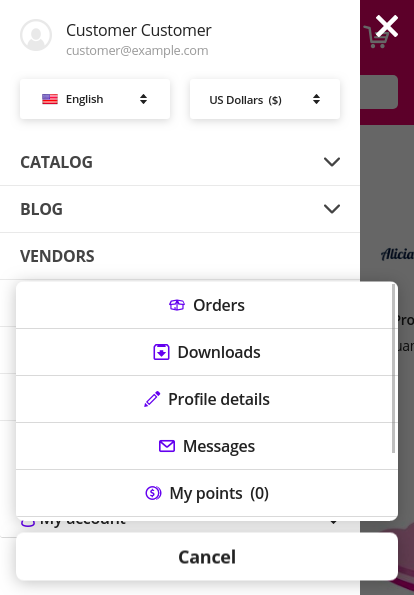 Customer Customer
customer@example.com
English
US Dollars ($)
CATALOG
BLOG
VENDORS
Alicia
Pro
Orders
Downloads
Profile details
Messages
My points (0)
My account
Cancel